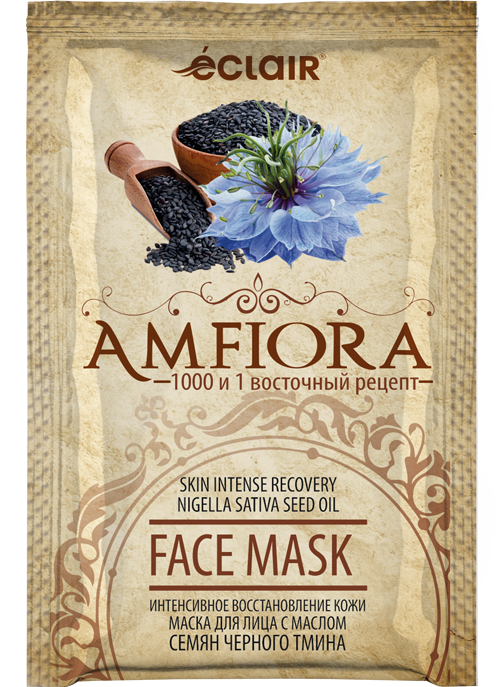 éCLAIR®
AMFIORA
1000 и 1 восточный рецепт
SKIN INTENSE RECOVERY
NIGELLA SATIVA SEED OIL
FACE MASK
ИНТЕНСИВНОЕ ВОССТАНОВЛЕНИЕ КОЖИ
МАСКА ДЛЯ ЛИЦА С МАСЛОМ
СЕМЯН ЧЕРНОГО ТМИНА